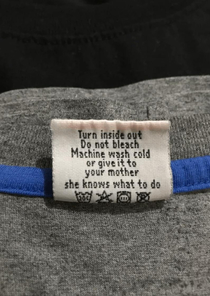 Turn inside out
Do not bleach
Machine wash cold
or give it to
your mother
she knows what to do